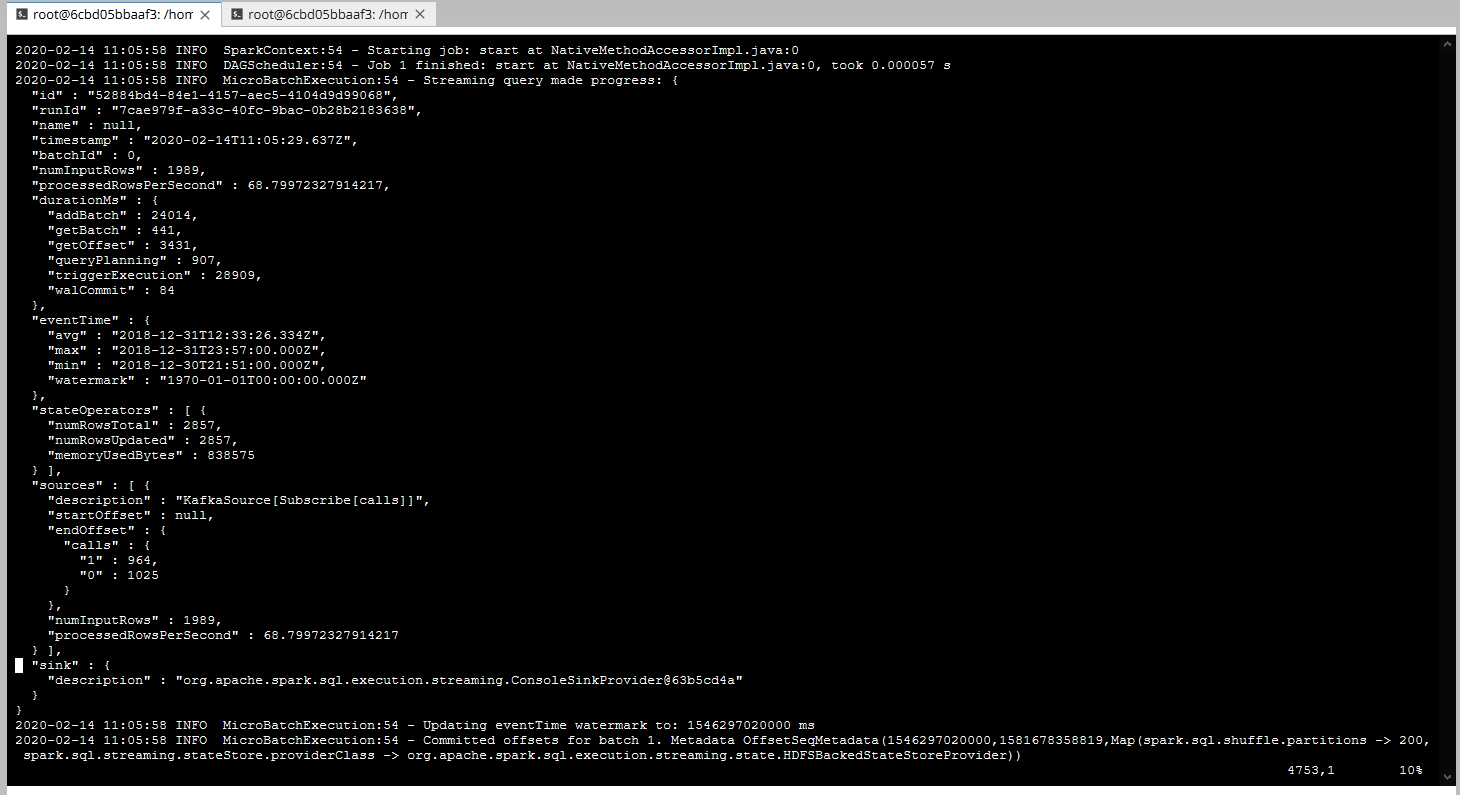 root@6cbd05bbaaf3: /hom
root@6cbd05bbaaf3: /hom
2020-02-14 11:05:58 INFO  SparkContext:54 - Starting job: start at NativeMethodAccessorImpl.java:0
2020-02-14 11:05:58 INFO  DAGScheduler:54 - Job 1 finished: start at NativeMethodAccessorImpl.java:0, took 0.000057 s
2020-02-14 11:05:58 INFO  MicroBatchExecution:54 - Streaming query made progress: {
  "id" : "52884bd4-84e1-4157-aec5-4104d9d99068",
  "runId" : "7cae979f-a33c-40fc-9bac-0b28b2183638",
  "name" : null,
  "timestamp" : "2020-02-14T11:05:29.637Z",
  "batchId" : 0,
  "numInputRows" : 1989,
  "processedRowsPerSecond" : 68.79972327914217,
  "durationMs" : {
    "addBatch" : 24014,
    "getBatch" : 441,
    "getOffset" : 3431,
    "queryPlanning" : 907,
    "triggerExecution" : 28909,
    "walCommit" : 84
  },
  "eventTime" : {
    "avg" : "2018-12-31T12:33:26.334Z",
    "max" : "2018-12-31T23:57:00.000Z",
    "min" : "2018-12-30T21:51:00.000Z",
    "watermark" : "1970-01-01T00:00:00.000Z"
  },
  "stateOperators" : [ {
    "numRowsTotal" : 2857,
    "numRowsUpdated" : 2857,
    "memoryUsedBytes" : 838575
  } ],
  "sources" : [ {
    "description" : "KafkaSource[Subscribe[calls]]",
    "startOffset" : null,
    "endOffset" : {
      "calls" : {
        "1" : 964,
        "0" : 1025
      }
    },
    "numInputRows" : 1989,
    "processedRowsPerSecond" : 68.79972327914217
  } ],
  "sink" : {
    "description" : "org.apache.spark.sql.execution.streaming.ConsoleSinkProvider@63b5cd4a"
  }
}
2020-02-14 11:05:58 INFO  MicroBatchExecution:54 - Updating eventTime watermark to: 1546297020000 ms
2020-02-14 11:05:58 INFO  MicroBatchExecution:54 - Committed offsets for batch 1. Metadata OffsetSeqMetadata(1546297020000,1581678358819,Map(spark.sql.shuffle.partitions -> 200,
 spark.sql.streaming.stateStore.providerClass -> org.apache.spark.sql.execution.streaming.state.HDFSBackedStateStoreProvider))
4753,1 10%